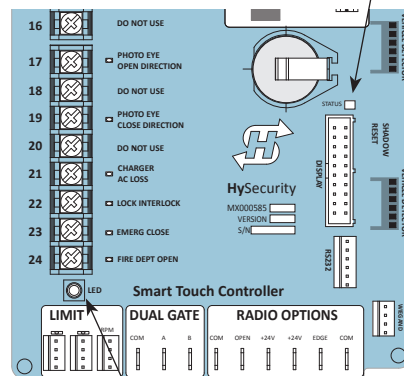 16 DO NOT USE
17 PHOTO EYE
OPEN DIRECTION
18 DO NOT USE
19 PHOTO EYE
CLOSE DIRECTION
20 DO NOT USE
21 CHARGER
AC LOSS
22 LOCK INTERLOCK
23 EMERG CLOSE
24 FIRE DEPT OPEN
STATUS
SHADOW
RESET
DISPLAY
HySecurity
MX000585
VERSION
S/N
RS232
LED
Smart Touch Controller
WIEGAND
LIMIT
RPM
DUAL GATE
COM A B
RADIO OPTIONS
COM OPEN +24V +24V EDGE COM